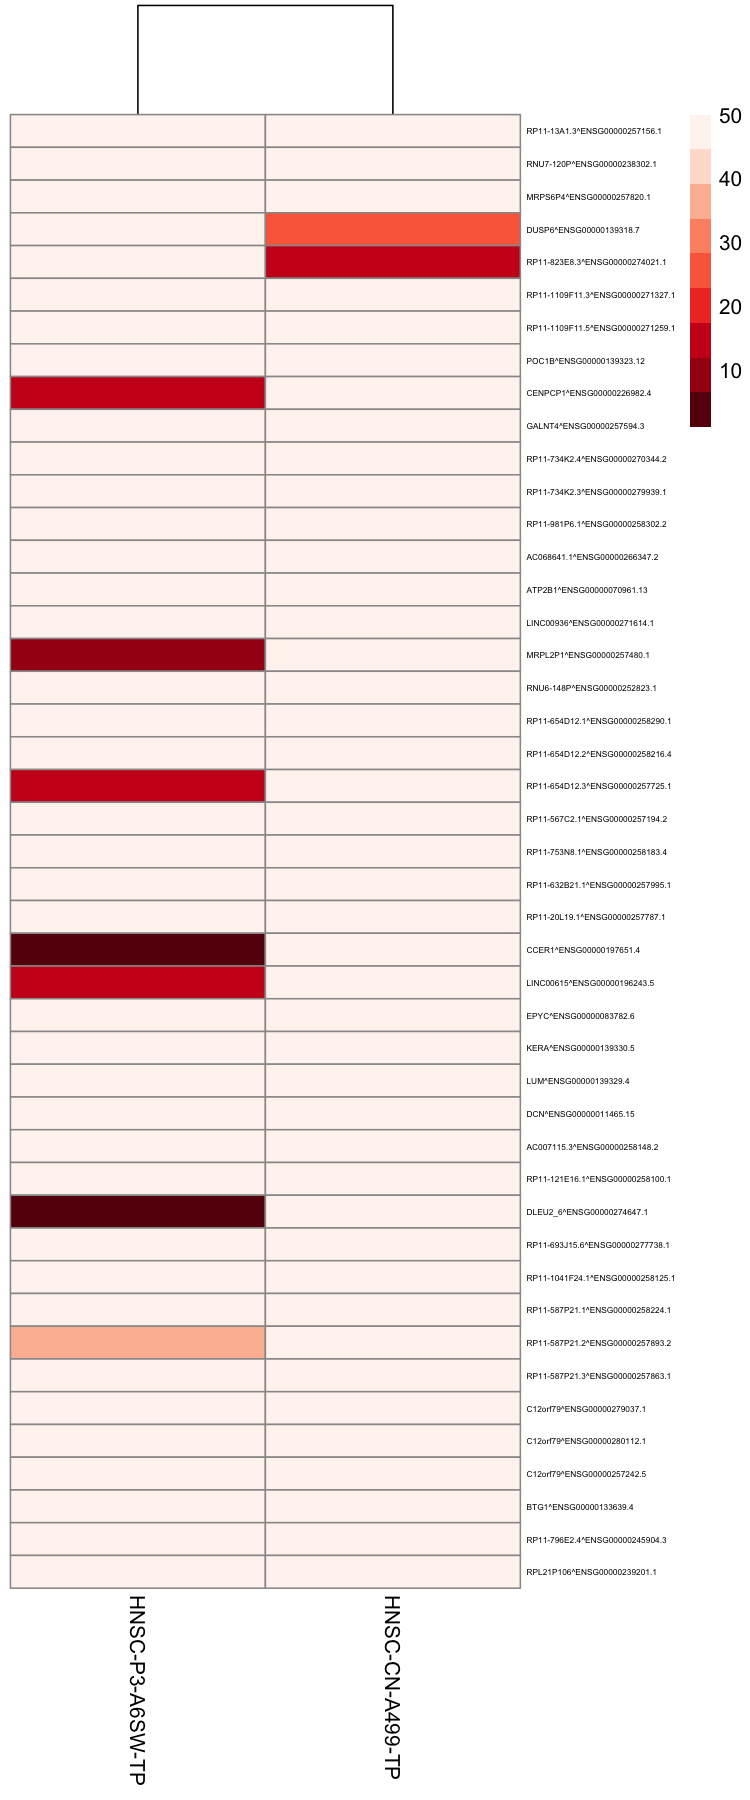 RP11-13A1.3^ENSG00000257156.1
RNU7-120P^ENSG00000238302.1
MRPS6P4^ENSG00000257820.1
DUSP6^ENSG00000139318.7
RP11-823E8.3^ENSG00000274021.1
RP11-1109F11.3^ENSG00000271327.1
RP11-1109F11.5^ENSG00000271259.1
POC1B^ENSG00000139323.12
CENPCP1^ENSG00000226982.4
GALNT4^ENSG00000257594.3
RP11-734K2.4^ENSG00000270344.2
RP11-734K2.3^ENSG00000279939.1
RP11-981P6.1^ENSG00000258302.2
AC068641.1^ENSG00000266347.2
ATP2B1^ENSG00000070961.13
LINC00936^ENSG00000271614.1
MRPL2P1^ENSG00000257480.1
RNU6-148P^ENSG00000252823.1
RP11-654D12.1^ENSG00000258290.1
RP11-654D12.2^ENSG00000258216.4
RP11-654D12.3^ENSG00000257725.1
RP11-567C2.1^ENSG00000257194.2
RP11-753N8.1^ENSG00000258183.4
RP11-632B21.1^ENSG00000257995.1
RP11-20L19.1^ENSG00000257787.1
CCER1^ENSG00000197651.4
LINC00615^ENSG00000196243.5
EPYC^ENSG00000083782.6
KERA^ENSG00000139330.5
LUM^ENSG00000139329.4
DCN^ENSG00000011465.15
AC007115.3^ENSG00000258148.2
RP11-121E16.1^ENSG00000258100.1
DLEU2_6^ENSG00000274647.1
RP11-693J15.6^ENSG00000277738.1
RP11-1041F24.1^ENSG00000258125.1
RP11-587P21.1^ENSG00000258224.1
RP11-587P21.2^ENSG00000257893.2
RP11-587P21.3^ENSG00000257863.1
C12orf79^ENSG00000279037.1
C12orf79^ENSG00000280112.1
C12orf79^ENSG00000257242.5
BTG1^ENSG00000133639.4
RP11-796E2.4^ENSG00000245904.3
RPL21P106^ENSG00000239201.1
50
40
30
20
10
HNSC-P3-A6SW-TP
HNSC-CN-A499-TP